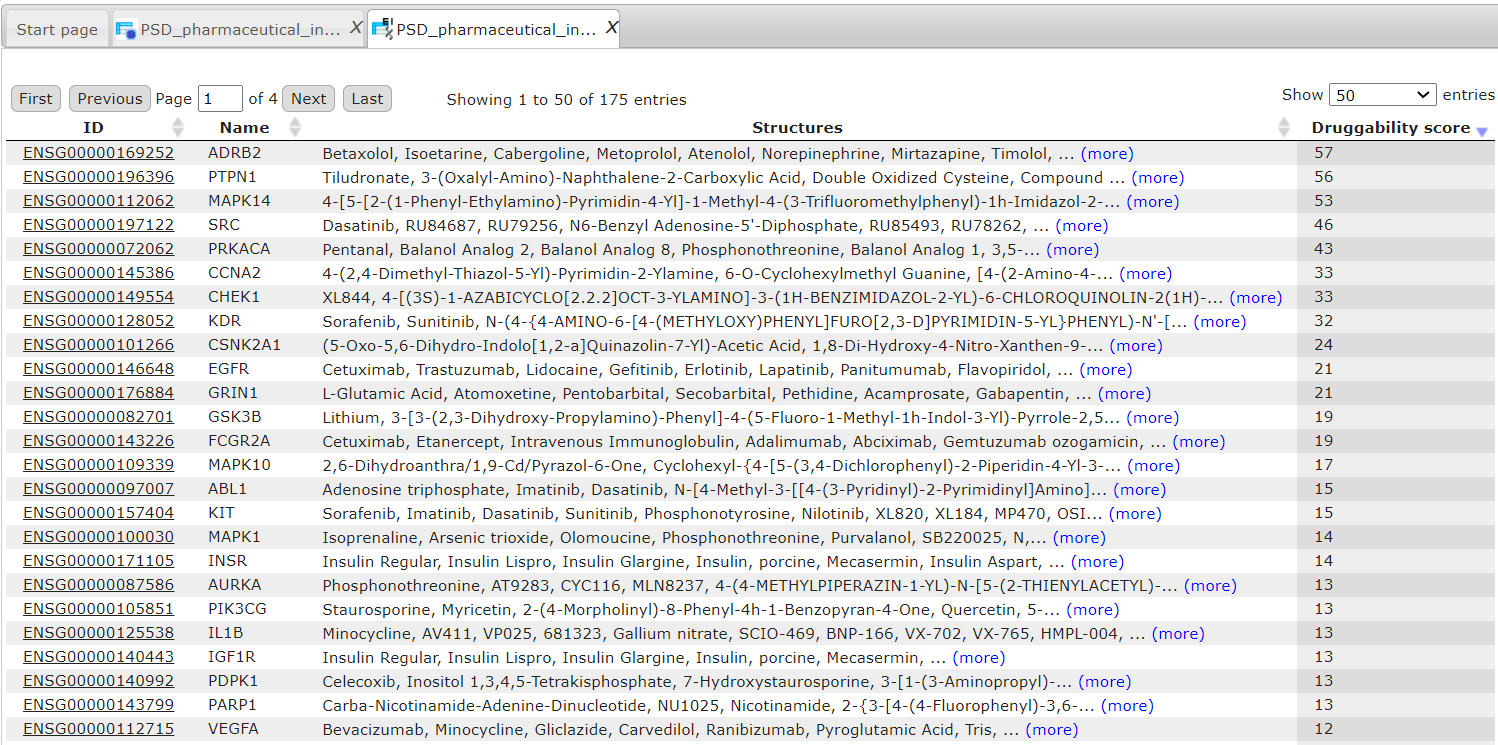 Start page PSD_pharmaceutical_in... X PSD_pharmaceutical_in... X
First Previous Page 1 of 4 Next Last Showing 1 to 50 of 175 entries Show 50 entries
ID Name Structures Druggability score
ENSG00000169252 ADRB2 Betaxolol, Isoetarine, Cabergoline, Metoprolol, Atenolol, Norepinephrine, Mirtazapine, Timolol, ... (more) 57
ENSG00000196396 PTPN1 Tiludronate, 3-(Oxalyl-Amino)-Naphthalene-2-Carboxylic Acid, Double Oxidized Cysteine, Compound ... (more) 56
ENSG00000112062 MAPK14 4-[5-[2-(1-Phenyl-Ethylamino)-Pyrimidin-4-Yl]-1-Methyl-4-(3-Trifluoromethylphenyl)-1h-Imidazol-2-... (more) 53
ENSG00000197122 SRC Dasatinib, RU84687, RU79256, N6-Benzyl Adenosine-5'-Diphosphate, RU85493, RU78262, ... (more) 46
ENSG00000072062 PRKACA Pentanal, Balanol Analog 2, Balanol Analog 8, Phosphonothreonine, Balanol Analog 1, 3,5-... (more) 43
ENSG00000145386 CCNA2 4-(2,4-Dimethyl-Thiazol-5-Yl)-Pyrimidin-2-Ylamine, 6-O-Cyclohexylmethyl Guanine, [4-(2-Amino-4-... (more) 33
ENSG00000149554 CHEK1 XL844, 4-[(3S)-1-AZABICYCLO[2.2.2]OCT-3-YLAMINO]-3-(1H-BENZIMIDAZOL-2-YL)-6-CHLOROQUINOLIN-2(1H)-... (more) 33
ENSG00000128052 KDR Sorafenib, Sunitinib, N-(4-{4-AMINO-6-[4-(METHYLOXY)PHENYL]FURO[2,3-D]PYRIMIDIN-5-YL}PHENYL)-N'-[... (more) 32
ENSG00000101266 CSNK2A1 (5-Oxo-5,6-Dihydro-Indolo[1,2-a]Quinazolin-7-Yl)-Acetic Acid, 1,8-Di-Hydroxy-4-Nitro-Xanthen-9-... (more) 24
ENSG00000146648 EGFR Cetuximab, Trastuzumab, Lidocaine, Gefitinib, Erlotinib, Lapatinib, Panitumumab, Flavopiridol, ... (more) 21
ENSG00000176884 GRIN1 L-Glutamic Acid, Atomoxetine, Pentobarbital, Secobarbital, Pethidine, Acamprosate, Gabapentin, ... (more) 21
ENSG00000082701 GSK3B Lithium, 3-[3-(2,3-Dihydroxy-Propylamino)-Phenyl]-4-(5-Fluoro-1-Methyl-1h-Indol-3-Yl)-Pyrrole-2,5... (more) 19
ENSG00000143226 FCGR2A Cetuximab, Etanercept, Intravenous Immunoglobulin, Adalimumab, Abciximab, Gemtuzumab ozogamicin, ... (more) 19
ENSG00000109339 MAPK10 2,6-Dihydroanthra/1,9-Cd/Pyrazol-6-One, Cyclohexyl-{4-[5-(3,4-Dichlorophenyl)-2-Piperidin-4-Yl-3-... (more) 17
ENSG00000097007 ABL1 Adenosine triphosphate, Imatinib, Dasatinib, N-[4-Methyl-3-[[4-(3-Pyridinyl)-2-Pyrimidinyl]Amino]... (more) 15
ENSG00000157404 KIT Sorafenib, Imatinib, Dasatinib, Sunitinib, Phosphonotyrosine, Nilotinib, XL820, XL184, MP470, OSI... (more) 15
ENSG00000100030 MAPK1 Isoprenaline, Arsenic trioxide, Olomoucine, Phosphonothreonine, Purvalanol, SB220025, N,... (more) 14
ENSG00000171105 INSR Insulin Regular, Insulin Lispro, Insulin Glargine, Insulin, porcine, Mecasermin, Insulin Aspart, ... (more) 14
ENSG00000087586 AURKA Phosphonothreonine, AT9283, CYC116, MLN8237, 4-(4-METHYLPIPERAZIN-1-YL)-N-[5-(2-THIENYLACETYL)-... (more) 13
ENSG00000105851 PIK3CG Staurosporine, Myricetin, 2-(4-Morpholinyl)-8-Phenyl-4h-1-Benzopyran-4-One, Quercetin, 5-... (more) 13
ENSG00000125538 IL1B Minocycline, AV411, VP025, 681323, Gallium nitrate, SCIO-469, BNP-166, VX-702, VX-765, HMPL-004, ... (more) 13
ENSG00000140443 IGF1R Insulin Regular, Insulin Lispro, Insulin Glargine, Insulin, porcine, Mecasermin, ... (more) 13
ENSG00000140992 PDPK1 Celecoxib, Inositol 1,3,4,5-Tetrakisphosphate, 7-Hydroxystaurosporine, 3-[1-(3-Aminopropyl)-... (more) 13
ENSG00000143799 PARP1 Carba-Nicotinamide-Adenine-Dinucleotide, NU1025, Nicotinamide, 2-{3-[4-(4-Fluorophenyl)-3,6-... (more) 13
ENSG00000112715 VEGFA Bevacizumab, Minocycline, Gliclazide, Carvedilol, Ranibizumab, Pyroglutamic Acid, Tris, ... (more) 12